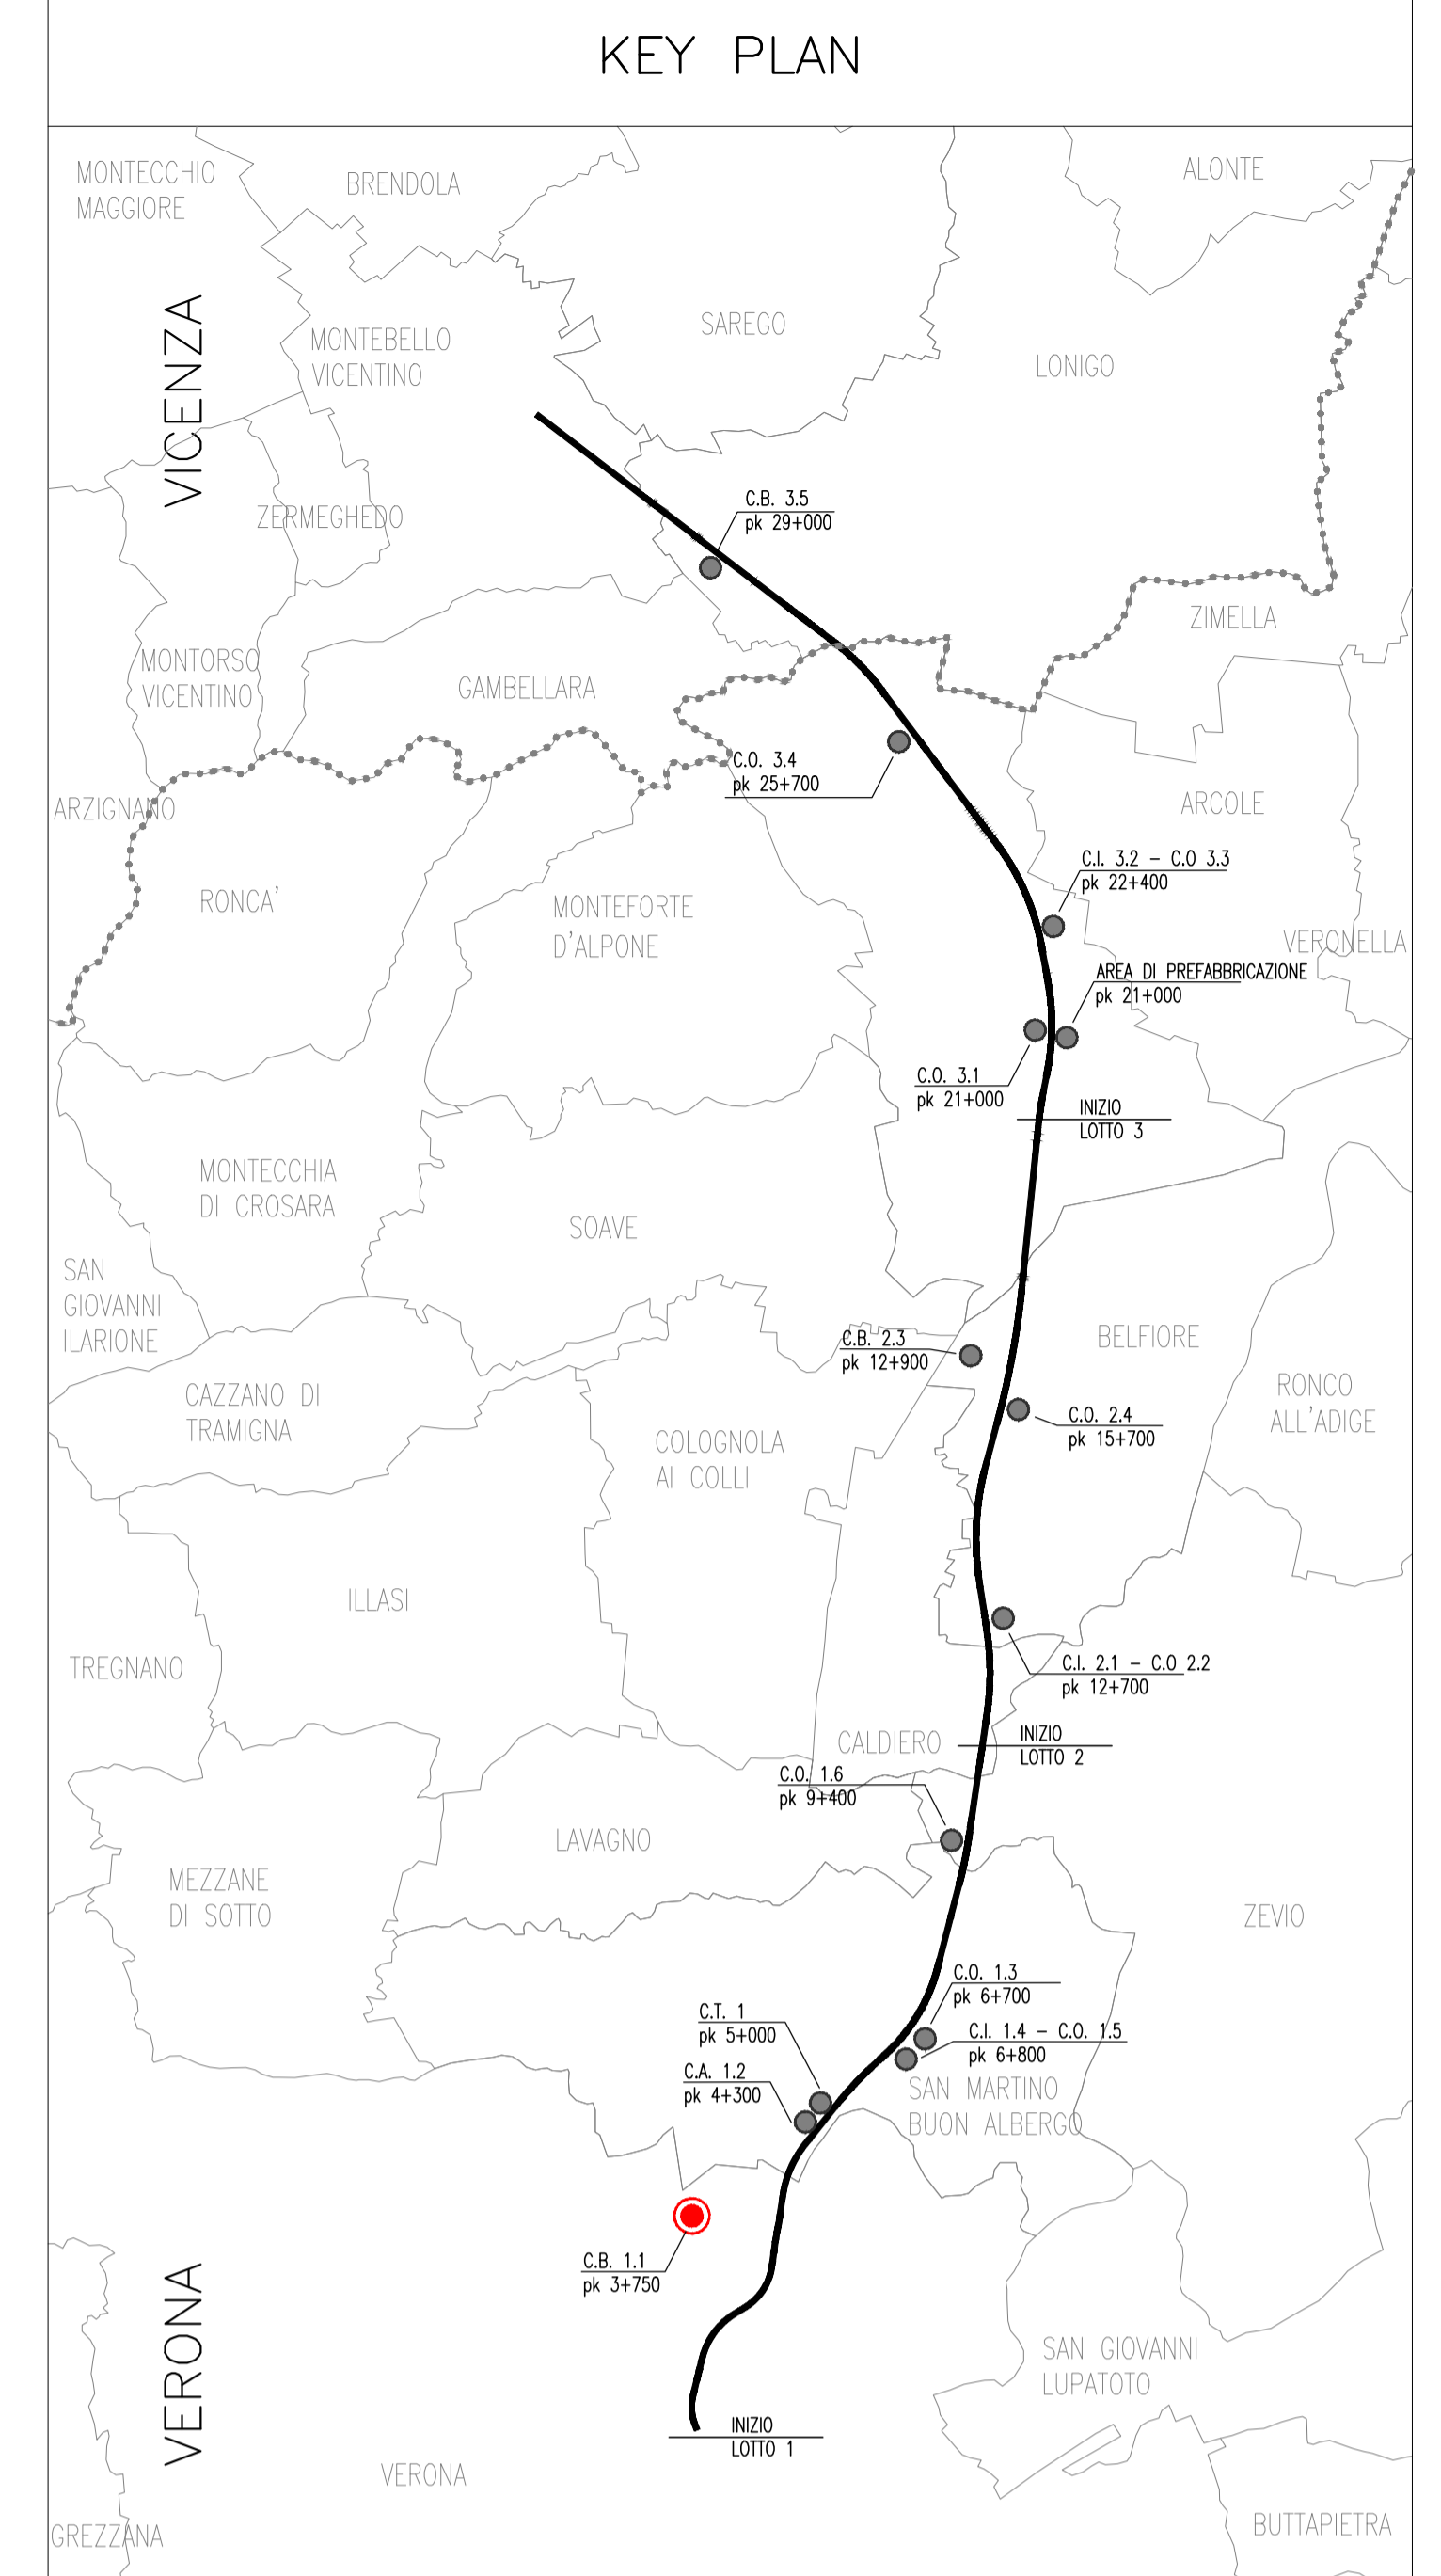 KEY PLAN
MONTECCHIO
MAGGIORE
BRENDOLA
ALONTE
VICENZA
SAREGO
MONTEBELLO
VICENTINO
LONIGO
C.B. 3.5
pk 29+000
ZERMEGHEDO
ZIMELLA
MONTORSO
VICENTINO
GAMBELLARA
C.O. 3.4
pk 25+700
ARZIGNANO
ARCOLE
C.I. 3.2 – C.O 3.3
pk 22+400
RONCA'
MONTEFORTE
D'ALPONE
VERONELLA
AREA DI PREFABBRICAZIONE
pk 21+000
C.O. 3.1
pk 21+000
INIZIO
LOTTO 3
MONTECCHIA
DI CROSARA
SOAVE
SAN
GIOVANNI
ILARIONE
C.B. 2.3
pk 12+900
BELFIORE
CAZZANO DI
TRAMIGNA
RONCO
ALL'ADIGE
C.O. 2.4
pk 15+700
COLOGNOLA
AI COLLI
ILLASI
TREGNANO
C.I. 2.1 – C.O 2.2
pk 12+700
CALDIERO
INIZIO
LOTTO 2
C.O. 1.6
pk 9+400
LAVAGNO
MEZZANE
DI SOTTO
ZEVIO
C.O. 1.3
pk 6+700
C.T. 1
pk 5+000
C.I. 1.4 – C.O. 1.5
pk 6+800
C.A. 1.2
pk 4+300
SAN MARTINO
BUON ALBERGO
C.B. 1.1
pk 3+750
VERONA
SAN GIOVANNI
LUPATOTO
INIZIO
LOTTO 1
VERONA
BUTTAPIETRA
GREZZANA